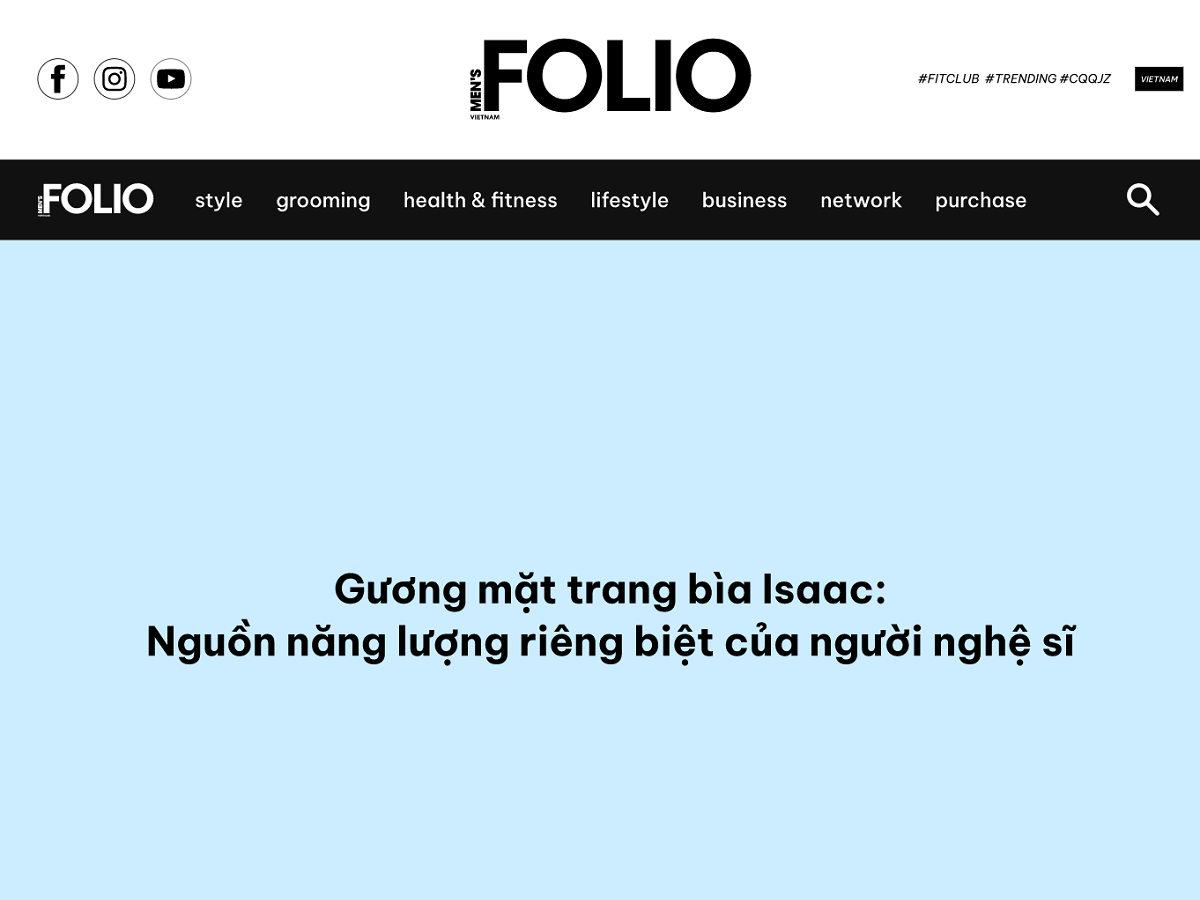 MEN'S FOLIO
VIETNAM
#FITCLUB #TRENDING #CQQJZ
VIETNAM
MEN'S FOLIO
VIETNAM
style grooming health & fitness lifestyle business network purchase
Gương mặt trang bìa Isaac:
Nguồn năng lượng riêng biệt của người nghệ sĩ